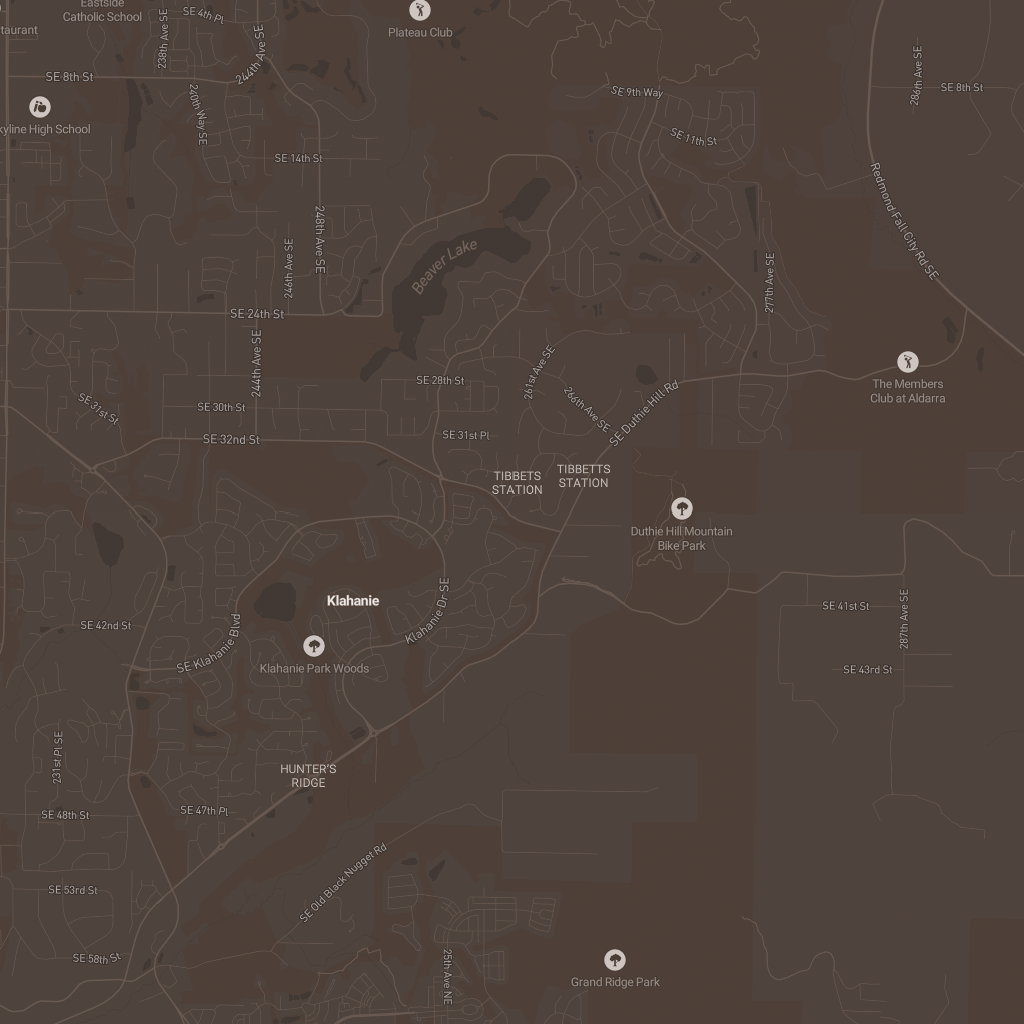 Eastside
Catholic School
SE 4th Pl
238th Ave SE
244th Ave SE
Plateau Club
taurant
SE 8th St
240th Way SE
SE 9th Way
286th Ave SE
SE 8th St
kyline High School
SE 11th St
SE 14th St
Redmond Fall-City Rd SE
248th Ave SE
246th Ave SE
Beaver Lake
277th Ave SE
SE 24th St
244th Ave SE
261st Ave SE
SE 28th St
266th Ave SE
SE Duthie Hill Rd
The Members
Club at Aldarra
SE 31st St
SE 30th St
SE 32nd St
SE 31st Pl
TIBBETS
STATION
TIBBETTS
STATION
Duthie Hill Mountain
Bike Park
Klahanie
Klahanie Dr SE
SE 41st St
287th Ave SE
SE 42nd St
SE Klahanie Blvd
Klahanie Park Woods
SE 43rd St
231st Pl SE
HUNTER'S
RIDGE
SE 47th Pl
SE 48th St
SE Old Black Nugget Rd
SE 53rd St
SE 58th St
25th Ave NE
Grand Ridge Park